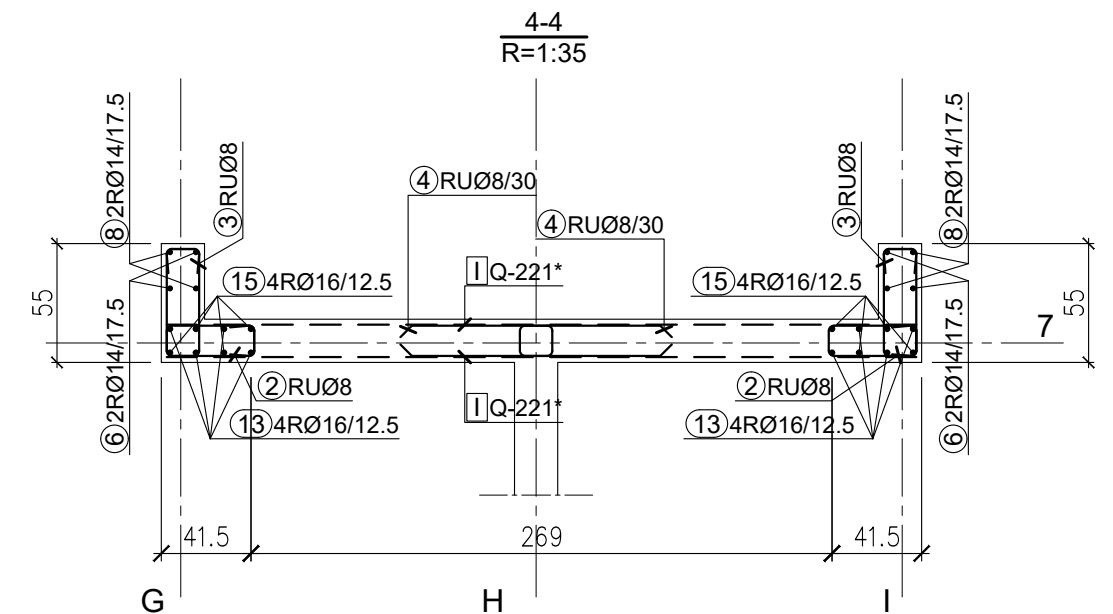 4-4
R=1:35
⑧2RØ14/17.5
③RUØ8
④RUØ8/30
④RUØ8/30
③RUØ8
⑧2RØ14/17.5
I Q-221*
⑮4RØ16/12.5
⑮4RØ16/12.5
55
55
7
⑥2RØ14/17.5
②RUØ8
I Q-221*
②RUØ8
⑥2RØ14/17.5
⑬4RØ16/12.5
⑬4RØ16/12.5
41.5
269
41.5
G
H
I